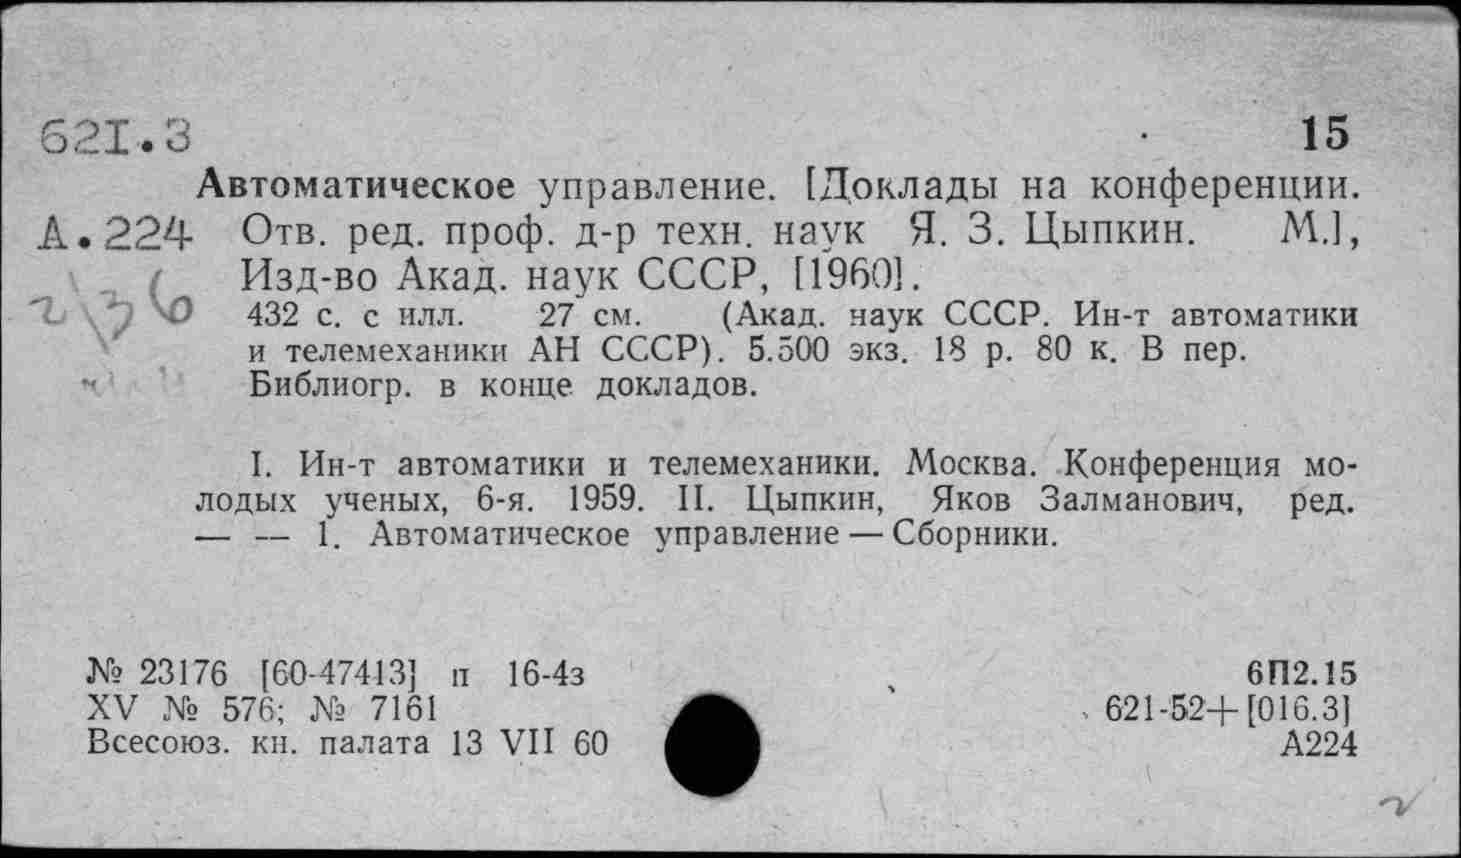 621.3 15
Автоматическое управление. [Доклады на конференции.
А.224 Отв. ред. проф. д-р техн. наук Я. З. Цыпкин. М.],
Изд-во Акад. наук СССР, [1960].
432 с. с илл. 27 см. (Акад. наук СССР. Ин-т автоматики
и телемеханики АН СССР). 5.500 экз. 18 р. 80 к. В пер.
Библиогр. в конце докладов.
I. Ин-т автоматики и телемеханики. Москва. Конференция мо-
лодых ученых, 6-я. 1959. II. Цыпкин, Яков Залманович, ред.
— — 1. Автоматическое управление — Сборники.
№ 23176 [60-47413] п 16-4з 6П2.15
XV № 576; № 7161 621-52+[016.3]
Всесоюз. кн. палата 13 VII 60 А224